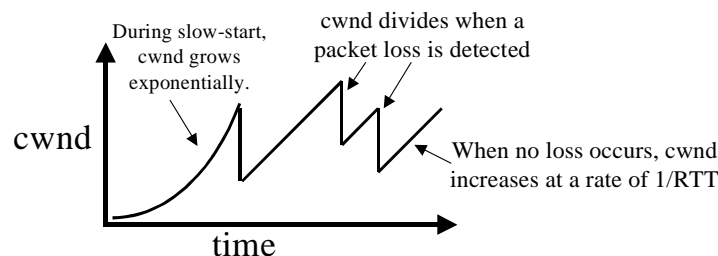 During slow-start,
cwnd grows
exponentially.
cwnd divides when a
packet loss is detected
cwnd
When no loss occurs, cwnd
increases at a rate of 1/RTT
time